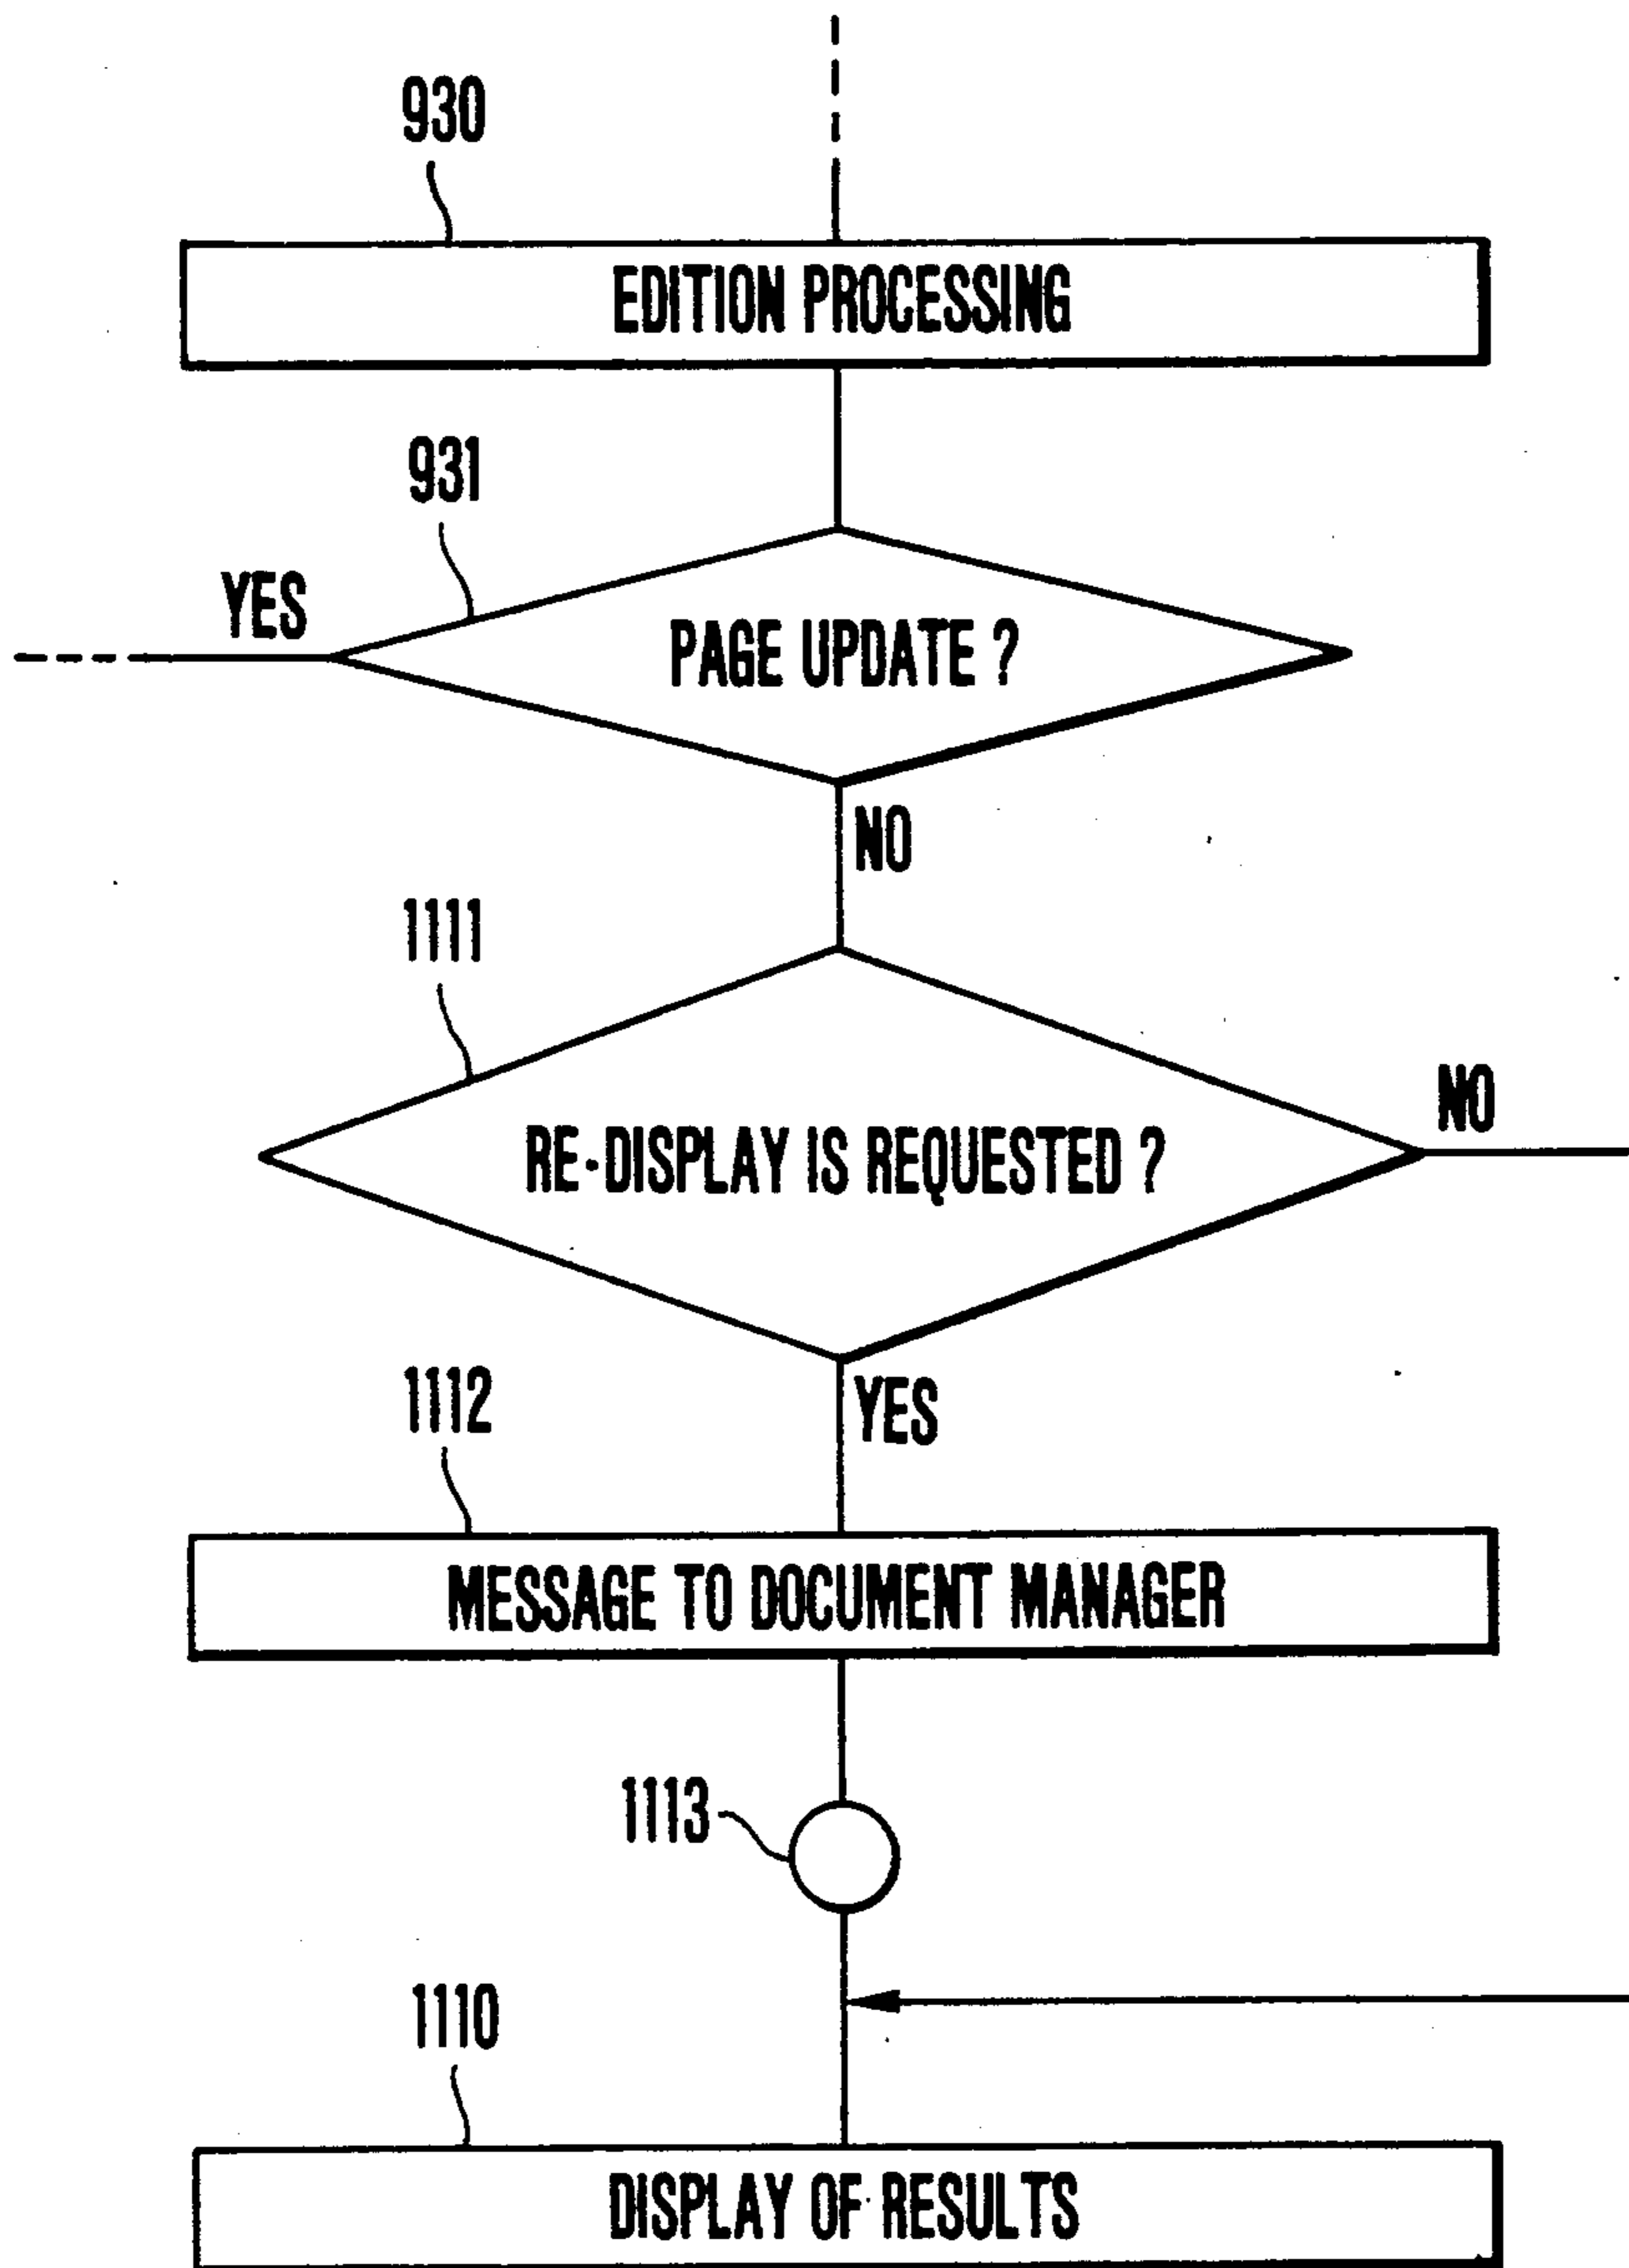 930
EDITION PROCESSING
931
YES
PAGE UPDATE ?
NO
1111
NO
RE-DISPLAY IS REQUESTED ?
1112
YES
MESSAGE TO DOCUMENT MANAGER
1113
1110
DISPLAY OF RESULTS